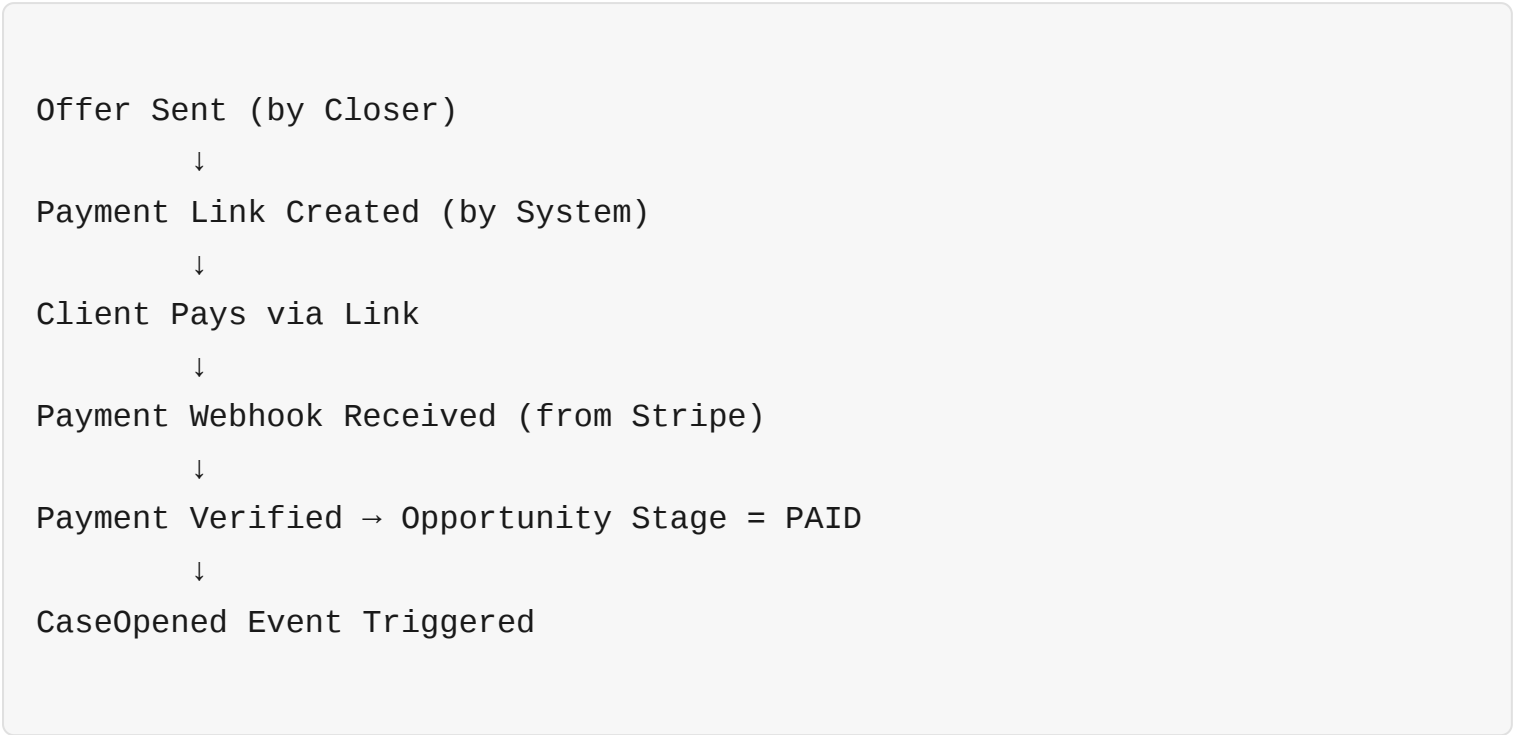 Offer Sent (by Closer)
↓
Payment Link Created (by System)
↓
Client Pays via Link
↓
Payment Webhook Received (from Stripe)
↓
Payment Verified → Opportunity Stage = PAID
↓
CaseOpened Event Triggered